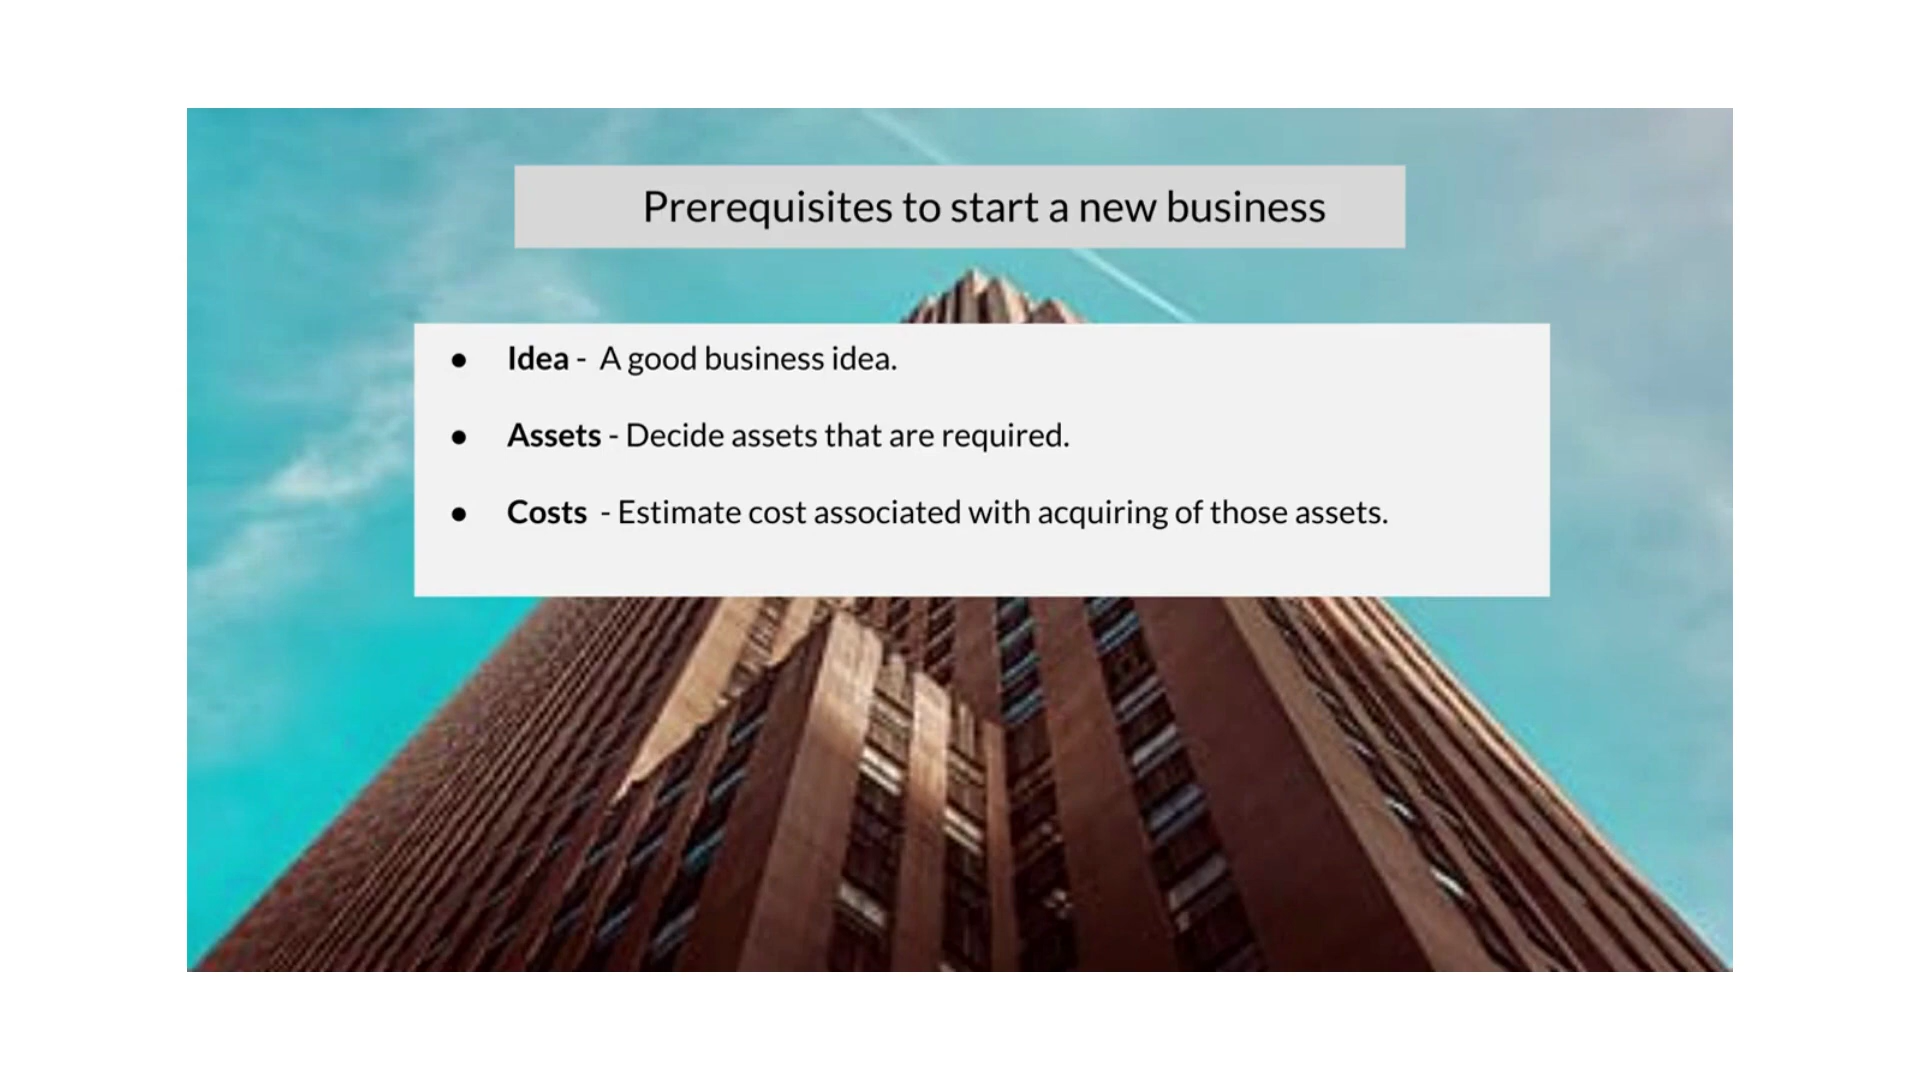 Prerequisites to start a new business
● Idea - A good business idea.
● Assets - Decide assets that are required.
● Costs - Estimate cost associated with acquiring of those assets.